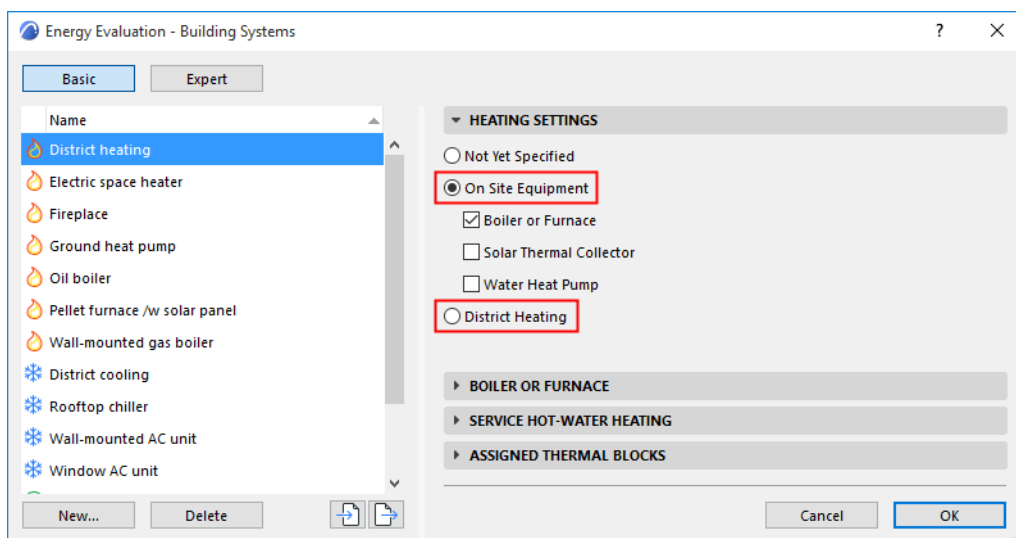 Energy Evaluation - Building Systems
?
Basic
Expert
Name
District heating
Electric space heater
Fireplace
Ground heat pump
Oil boiler
Pellet furnace /w solar panel
Wall-mounted gas boiler
District cooling
Rooftop chiller
Wall-mounted AC unit
Window AC unit
New...
Delete
HEATING SETTINGS
Not Yet Specified
On Site Equipment
Boiler or Furnace
Solar Thermal Collector
Water Heat Pump
District Heating
BOILER OR FURNACE
SERVICE HOT-WATER HEATING
ASSIGNED THERMAL BLOCKS
Cancel
OK